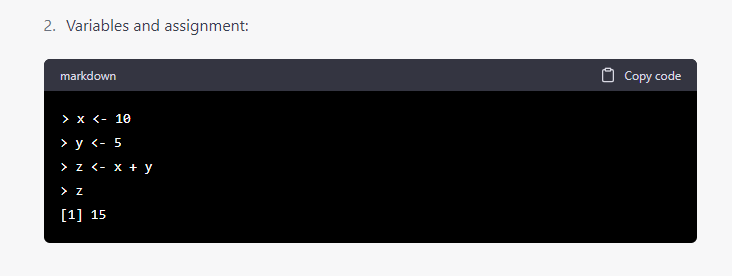 2. Variables and assignment:
markdown Copy code
> x <- 10
> y <- 5
> z <- x + y
> z
[1] 15